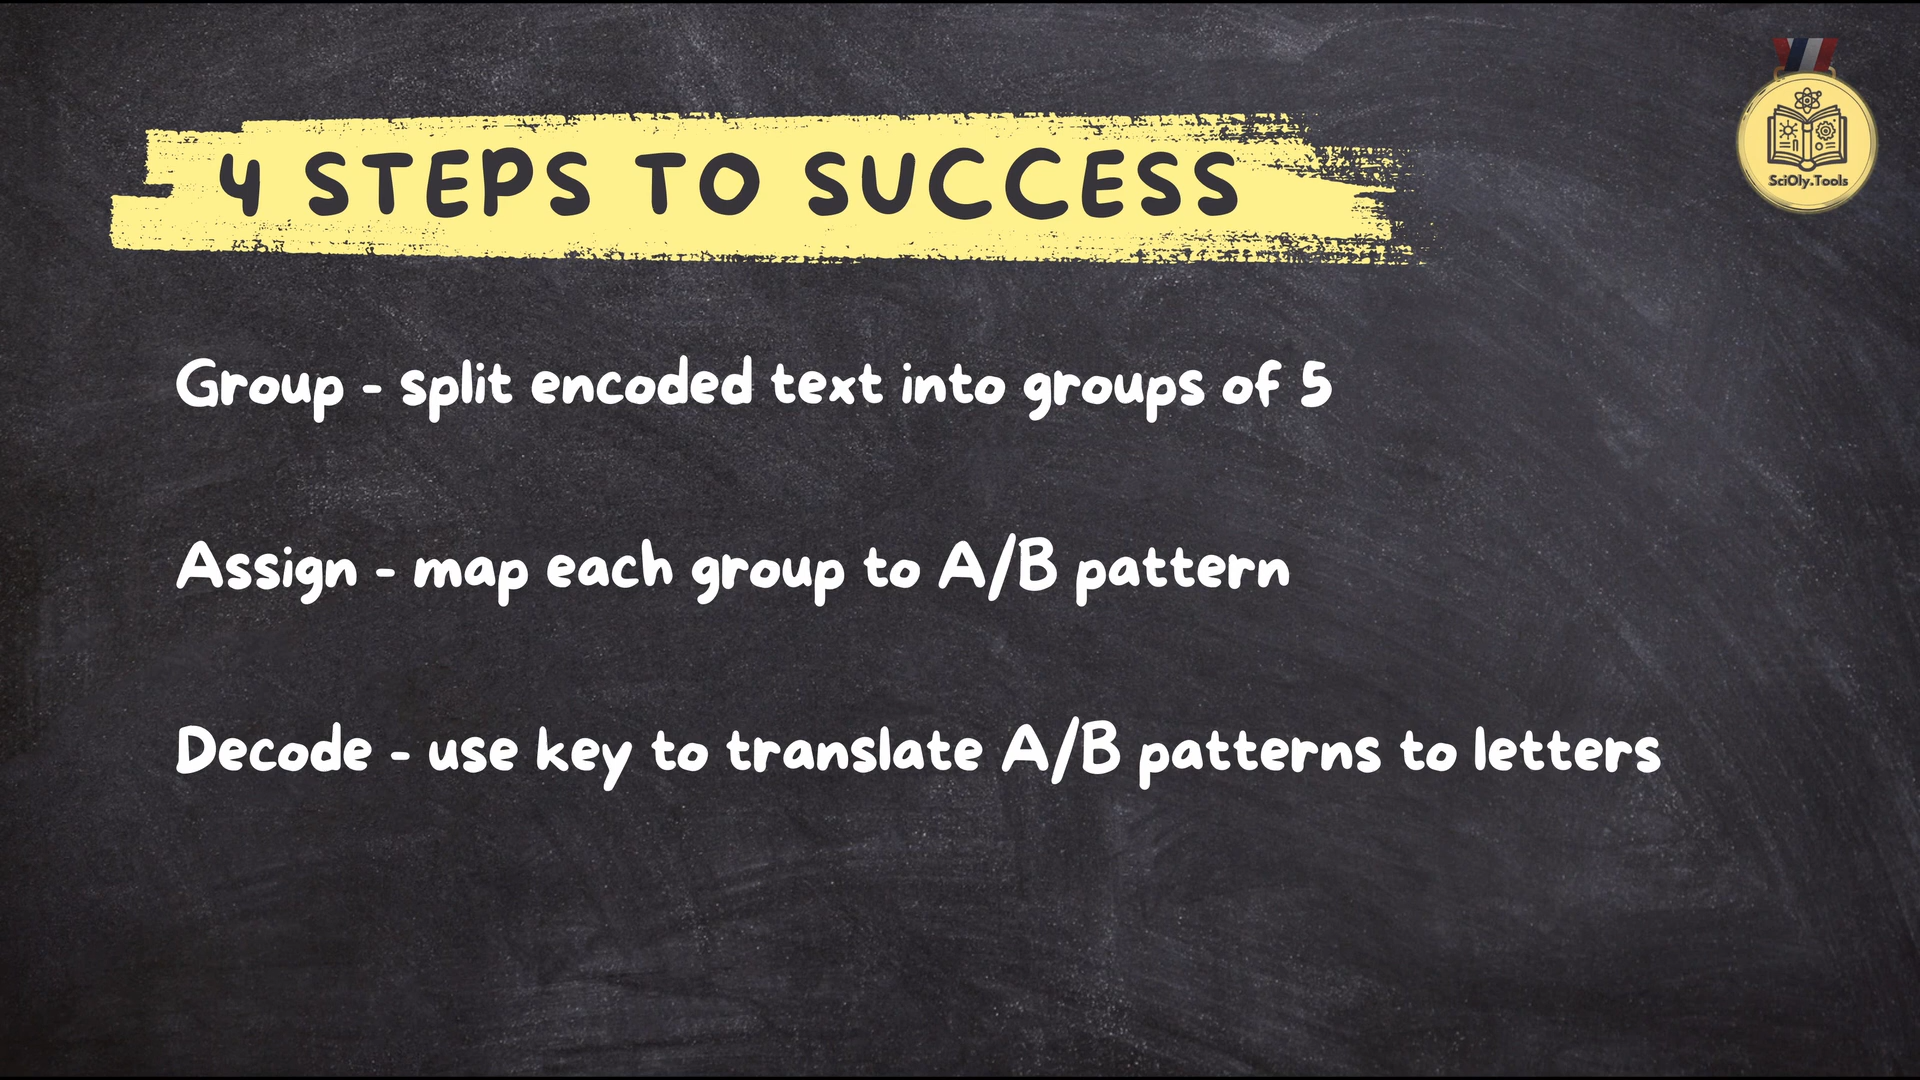 4 STEPS TO SUCCESS
SciOly.Tools
Group - split encoded text into groups of 5
Assign - map each group to A/B pattern
Decode - use key to translate A/B patterns to letters